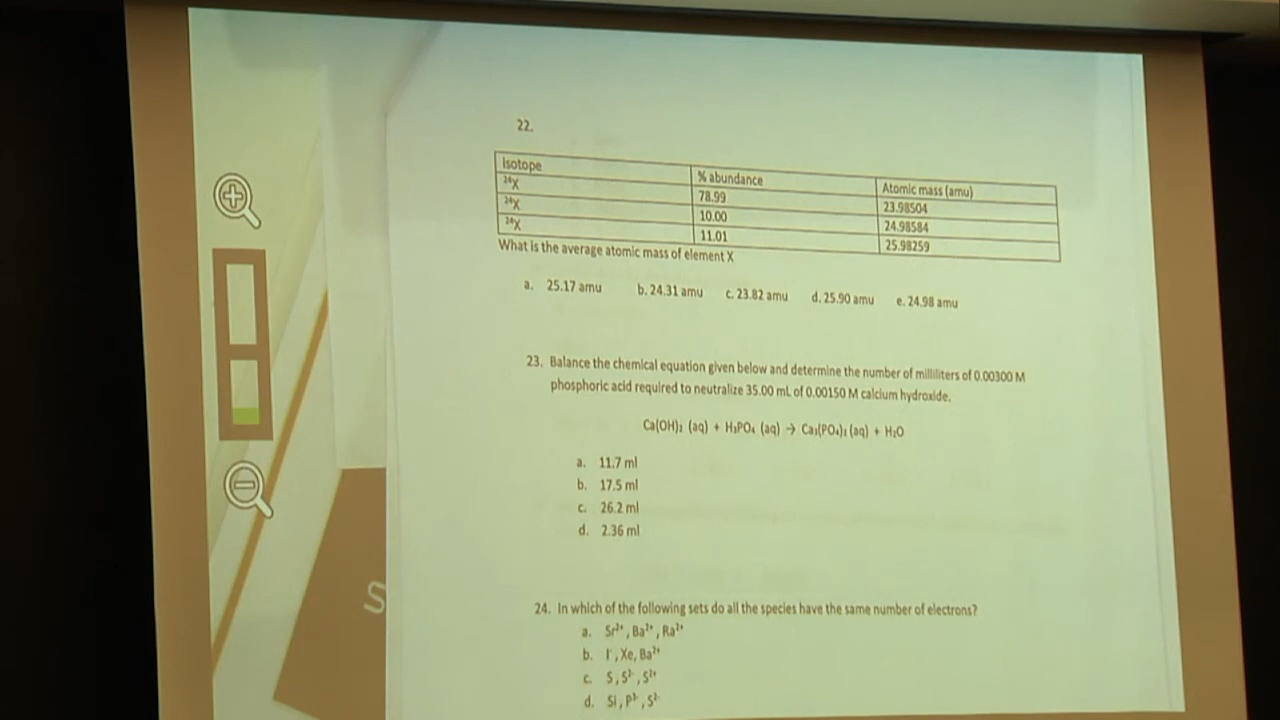 22.
Isotope % abundance Atomic mass (amu)
²⁴X 78.99 23.98504
²⁴X 10.00 24.98584
²⁴X 11.01 25.98259
What is the average atomic mass of element X
a. 25.17 amu b. 24.31 amu c. 23.82 amu d. 25.90 amu e. 24.98 amu
23. Balance the chemical equation given below and determine the number of milliliters of 0.00300 M
phosphoric acid required to neutralize 35.00 mL of 0.00150 M calcium hydroxide.
Ca(OH)₂ (aq) + H₃PO₄ (aq) → Ca₃(PO₄)₂ (aq) + H₂O
a. 11.7 ml
b. 17.5 ml
c. 26.2 ml
d. 2.36 ml
S
24. In which of the following sets do all the species have the same number of electrons?
a. Sr²⁺, Ba²⁺, Ra²⁺
b. I⁻, Xe, Ba²⁺
c. S, S²⁻, S²⁺
d. Si, P³⁻, S²⁻